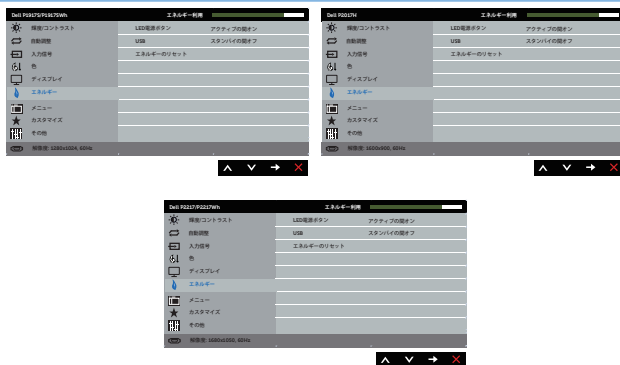 Dell P1917S/P1917SWh エネルギー利用
輝度/コントラスト LED電源ボタン アクティブの間オン
自動調整 USB スタンバイの間オフ
入力信号 エネルギーのリセット
色
ディスプレイ
エネルギー
メニュー
カスタマイズ
その他
解像度: 1280x1024, 60Hz
Dell P2017H エネルギー利用
輝度/コントラスト LED電源ボタン アクティブの間オン
自動調整 USB スタンバイの間オフ
入力信号 エネルギーのリセット
色
ディスプレイ
エネルギー
メニュー
カスタマイズ
その他
解像度: 1600x900, 60Hz
Dell P2217/P2217Wh エネルギー利用
輝度/コントラスト LED電源ボタン アクティブの間オン
自動調整 USB スタンバイの間オフ
入力信号 エネルギーのリセット
色
ディスプレイ
エネルギー
メニュー
カスタマイズ
その他
解像度: 1680x1050, 60Hz